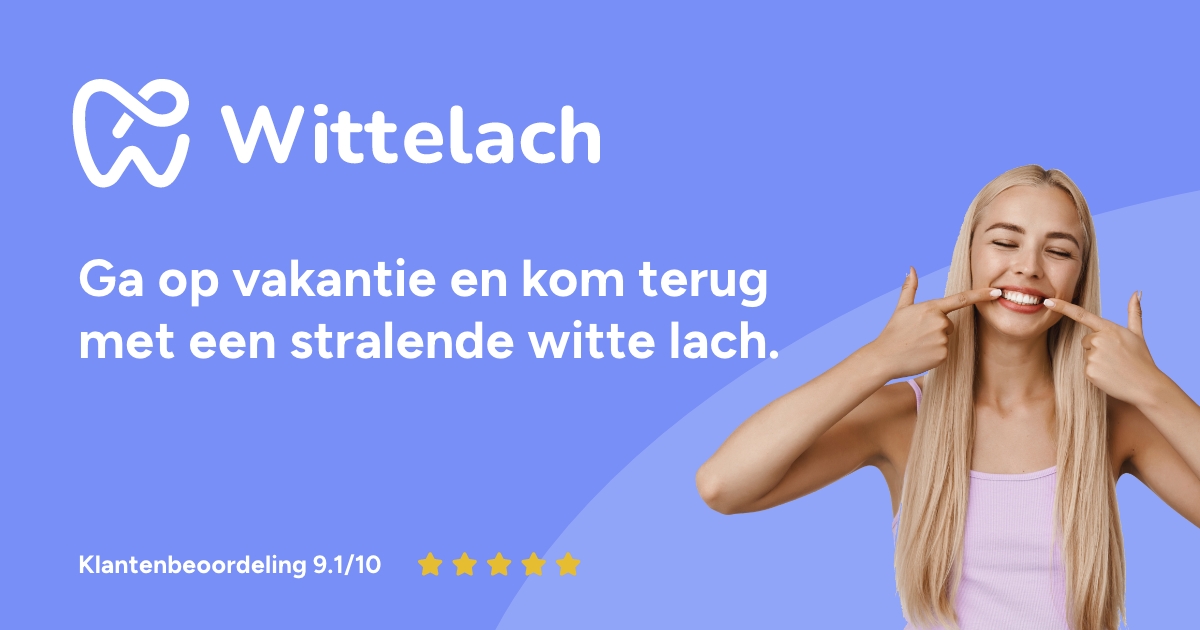 Wittelach
Ga op vakantie en kom terug
met een stralende witte lach.
Klantenbeoordeling 9.1/10